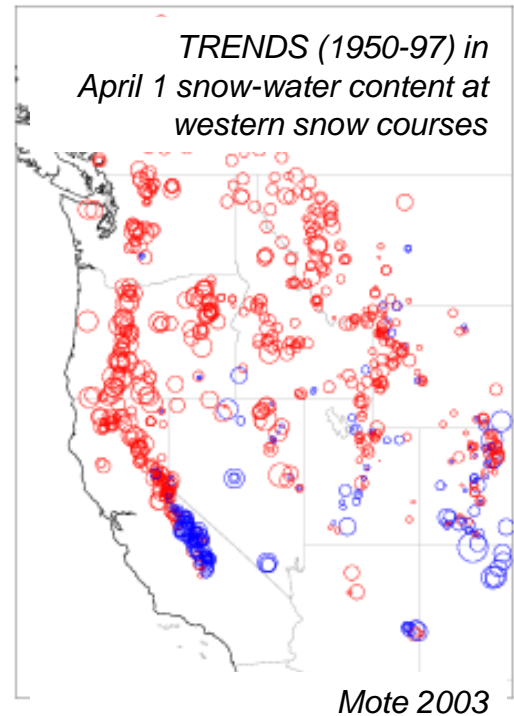 TRENDS (1950-97) in
April 1 snow-water content at
western snow courses
Mote 2003